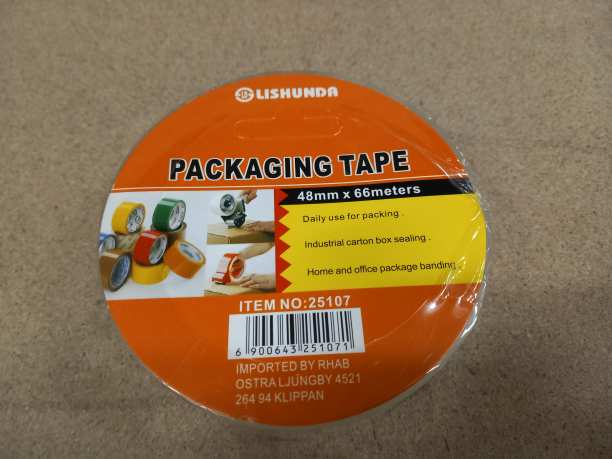 LISHUNDA
PACKAGING TAPE
48mm x 66meters
Daily use for packing .
Industrial carton box sealing .
Home and office package banding .
ITEM NO:25107
6 900643 251071
IMPORTED BY RHAB
OSTRA LJUNGBY 4521
264 94 KLIPPAN